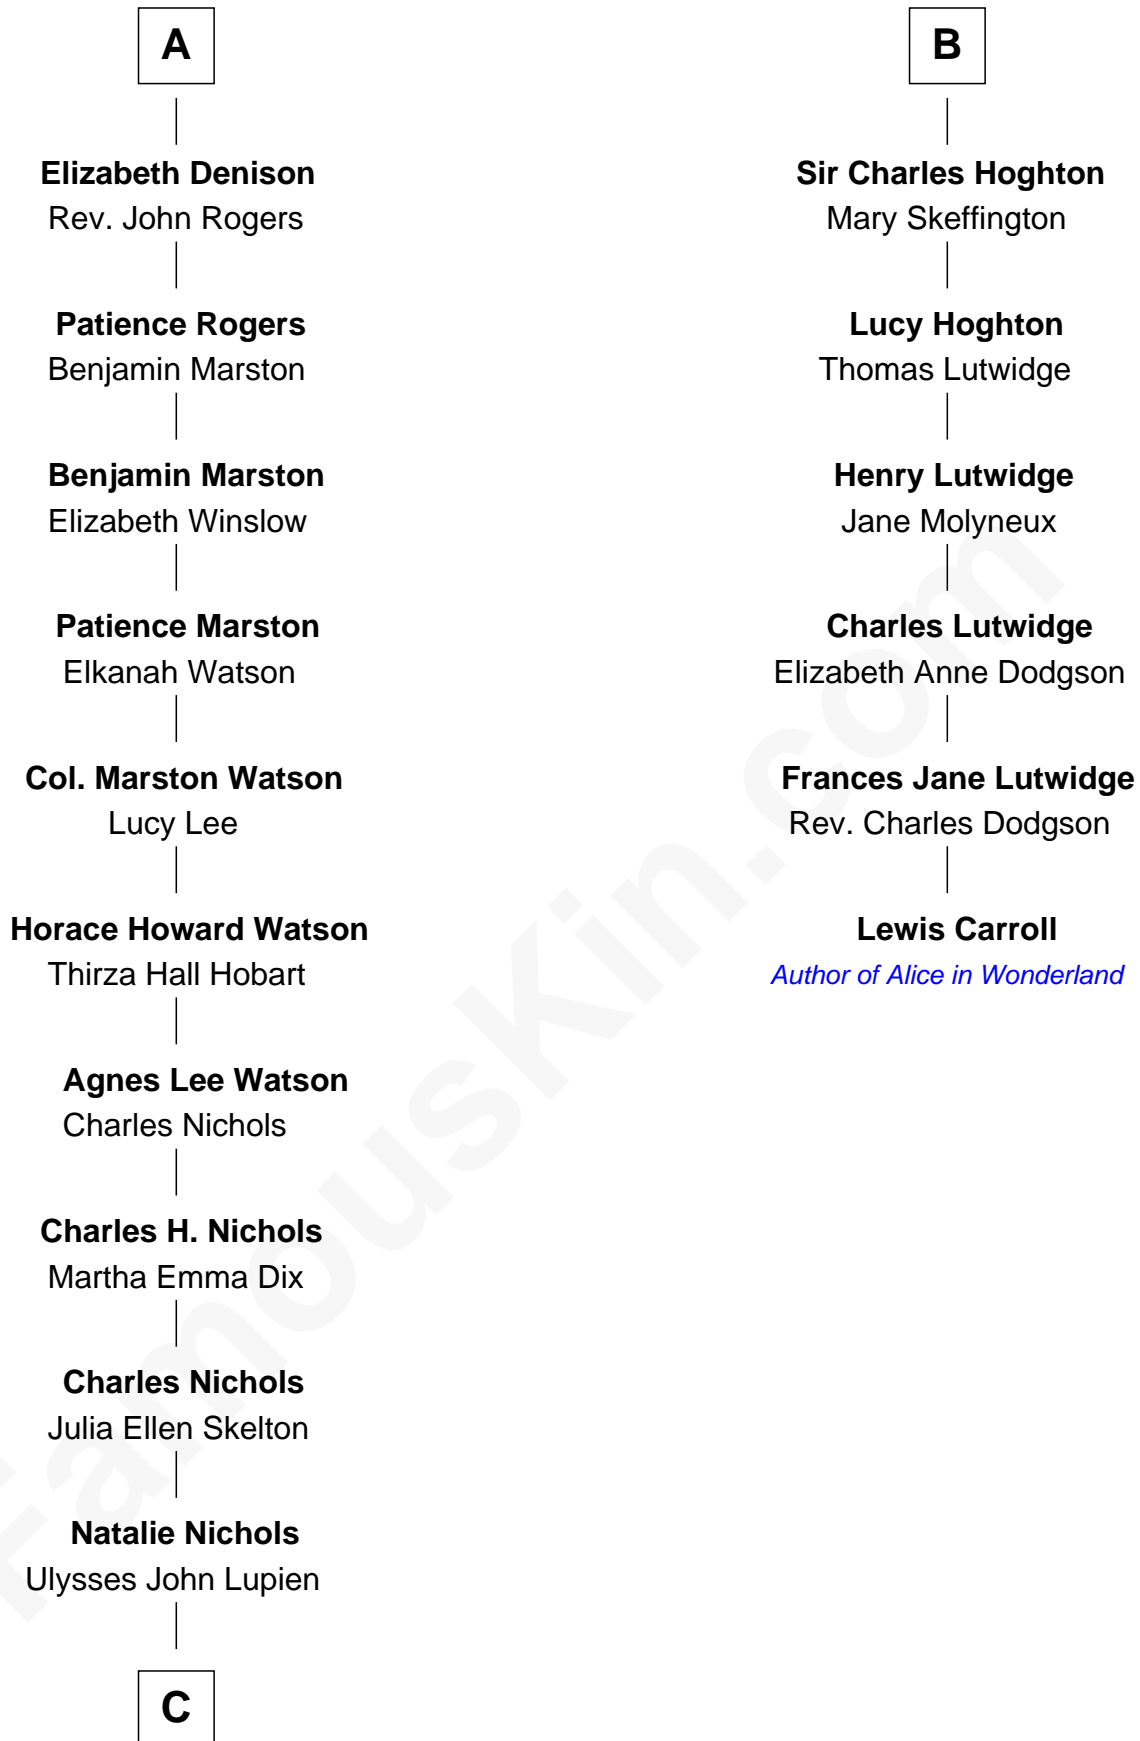 A
Elizabeth Denison
Rev. John Rogers
Patience Rogers
Benjamin Marston
Benjamin Marston
Elizabeth Winslow
Patience Marston
Elkanah Watson
Col. Marston Watson
Lucy Lee
Horace Howard Watson
Thirza Hall Hobart
Agnes Lee Watson
Charles Nichols
Charles H. Nichols
Martha Emma Dix
Charles Nichols
Julia Ellen Skelton
Natalie Nichols
Ulysses John Lupien
C
B
Sir Charles Hoghton
Mary Skeffington
Lucy Hoghton
Thomas Lutwidge
Henry Lutwidge
Jane Molyneux
Charles Lutwidge
Elizabeth Anne Dodgson
Frances Jane Lutwidge
Rev. Charles Dodgson
Lewis Carroll
Author of Alice in Wonderland
FamousKin.com